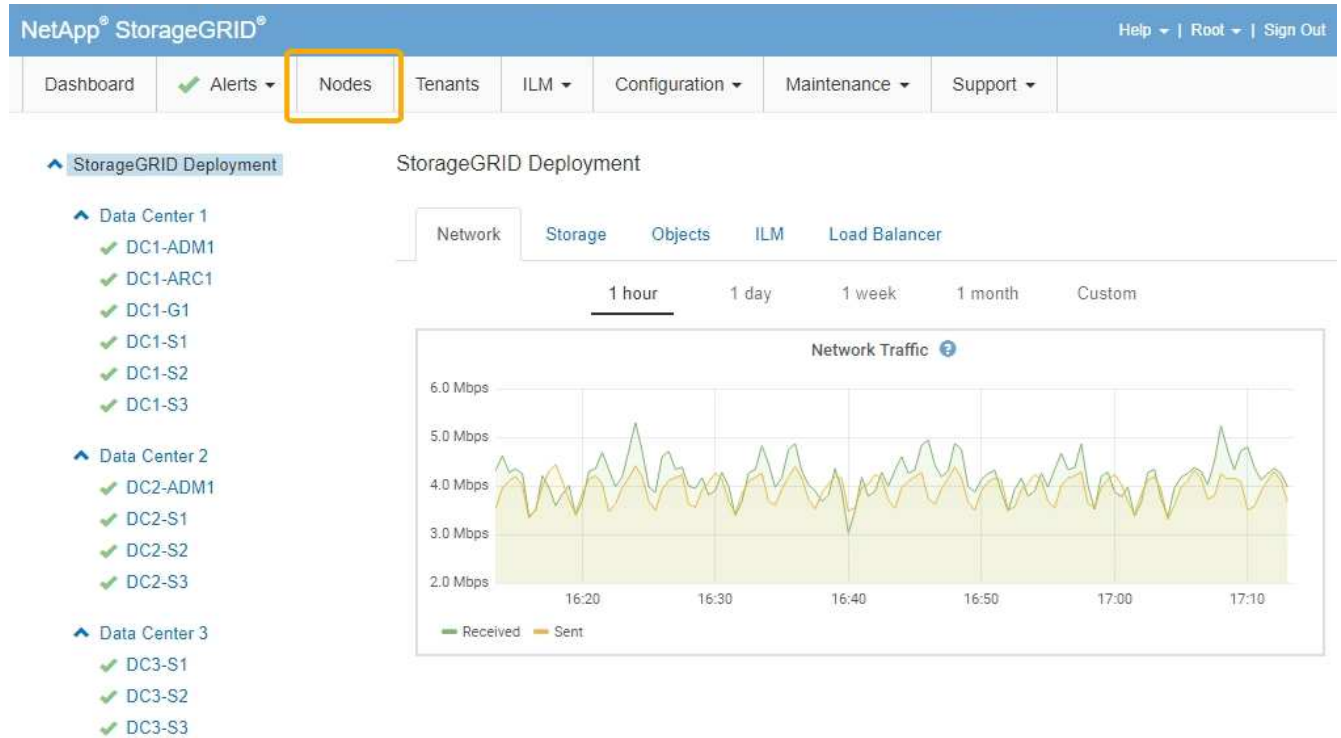 NetApp® StorageGRID®
Help | Root | Sign Out
Dashboard Alerts Nodes Tenants ILM Configuration Maintenance Support
StorageGRID Deployment
Data Center 1
DC1-ADM1
DC1-ARC1
DC1-G1
DC1-S1
DC1-S2
DC1-S3
Data Center 2
DC2-ADM1
DC2-S1
DC2-S2
DC2-S3
Data Center 3
DC3-S1
DC3-S2
DC3-S3
StorageGRID Deployment
Network Storage Objects ILM Load Balancer
1 hour 1 day 1 week 1 month Custom
Network Traffic ?
6.0 Mbps
5.0 Mbps
4.0 Mbps
3.0 Mbps
2.0 Mbps
16:20 16:30 16:40 16:50 17:00 17:10
Received Sent